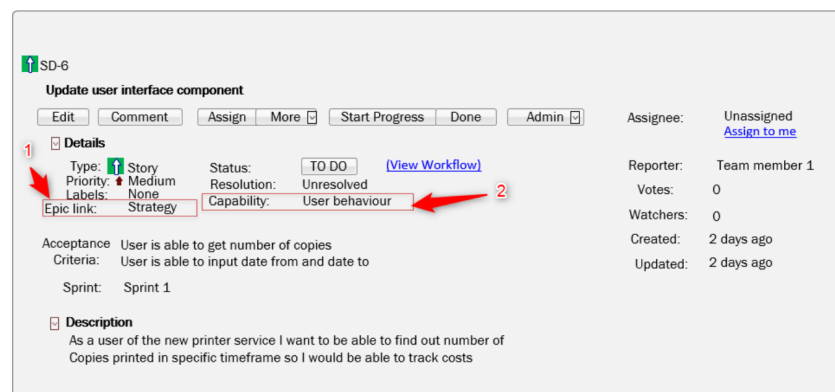 SD-6
Update user interface component
Edit Comment Assign More Start Progress Done Admin
Assignee: Unassigned
Assign to me
1
Details
Type: Story Status: TO DO (View Workflow)
Reporter: Team member 1
Priority: Medium Resolution: Unresolved
Labels: None
2
Votes: 0
Epic link: Strategy Capability: User behaviour
Watchers: 0
Acceptance Criteria: User is able to get number of copies
User is able to input date from and date to
Created: 2 days ago
Updated: 2 days ago
Sprint: Sprint 1
Description
As a user of the new printer service I want to be able to find out number of
Copies printed in specific timeframe so I would be able to track costs